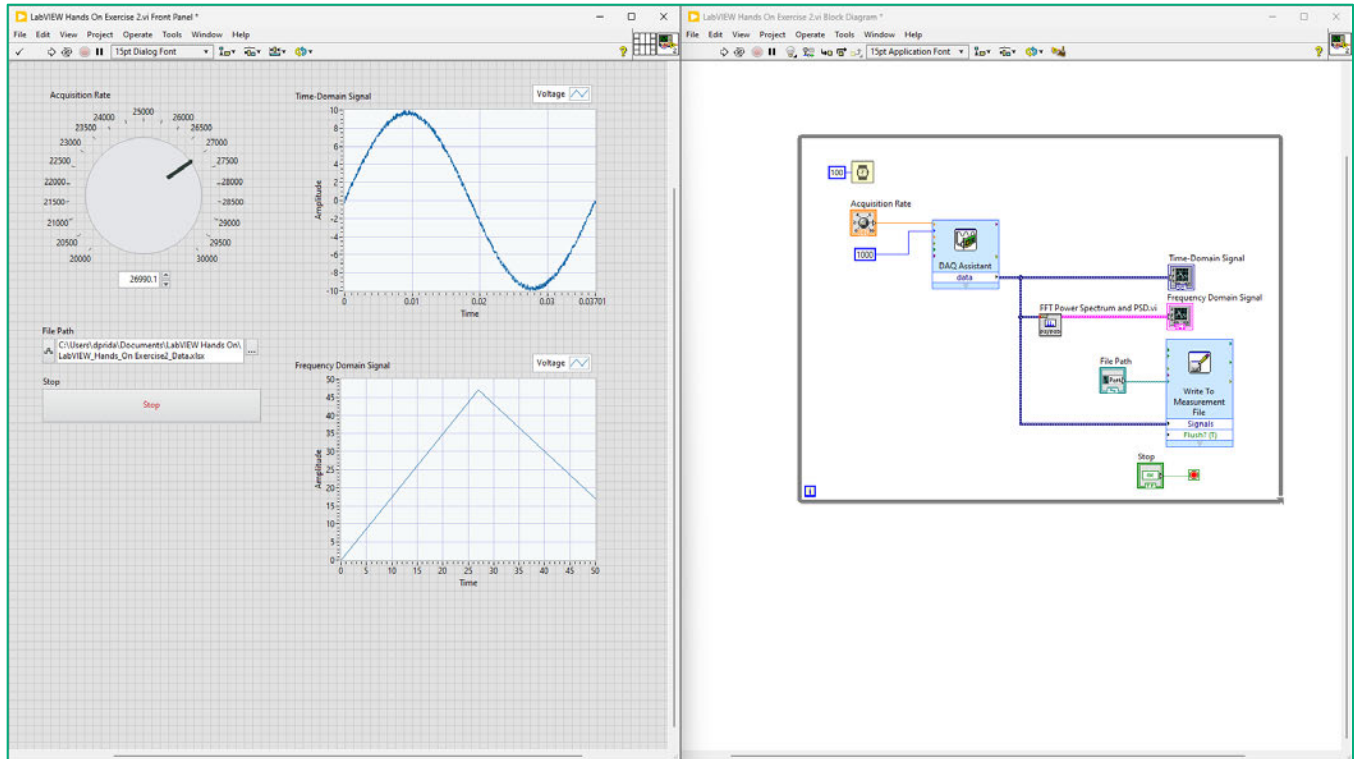 LabVIEW Hands On Exercise 2.vi Front Panel *
File Edit View Project Operate Tools Window Help
15pt Dialog Font
Acquisition Rate
20000
20500
21000
21500
22000
22500
23000
23500
24000
25000
26000
26500
27000
27500
28000
28500
29000
29500
30000
26990.1
File Path
C:\Users\dprida\Documents\LabVIEW Hands On\
LabVIEW_Hands_On Exercise2_Data.xlsx
...
Stop
Stop
Time-Domain Signal
Voltage
Amplitude
10
8
6
4
2
0
-2
-4
-6
-8
-10
0 0.01 0.02 0.03 0.03701
Time
Frequency Domain Signal
Voltage
Amplitude
50
45
40
35
30
25
20
15
10
5
0
0 5 10 15 20 25 30 35 40 45 50
Time
LabVIEW Hands On Exercise 2.vi Block Diagram *
File Edit View Project Operate Tools Window Help
15pt Application Font
100
Acquisition Rate
1000
DAQ Assistant
data
Time-Domain Signal
Frequency Domain Signal
FFT Power Spectrum and PSD.vi
File Path
Write To
Measurement
File
Signals
Flush? (T)
Stop
i